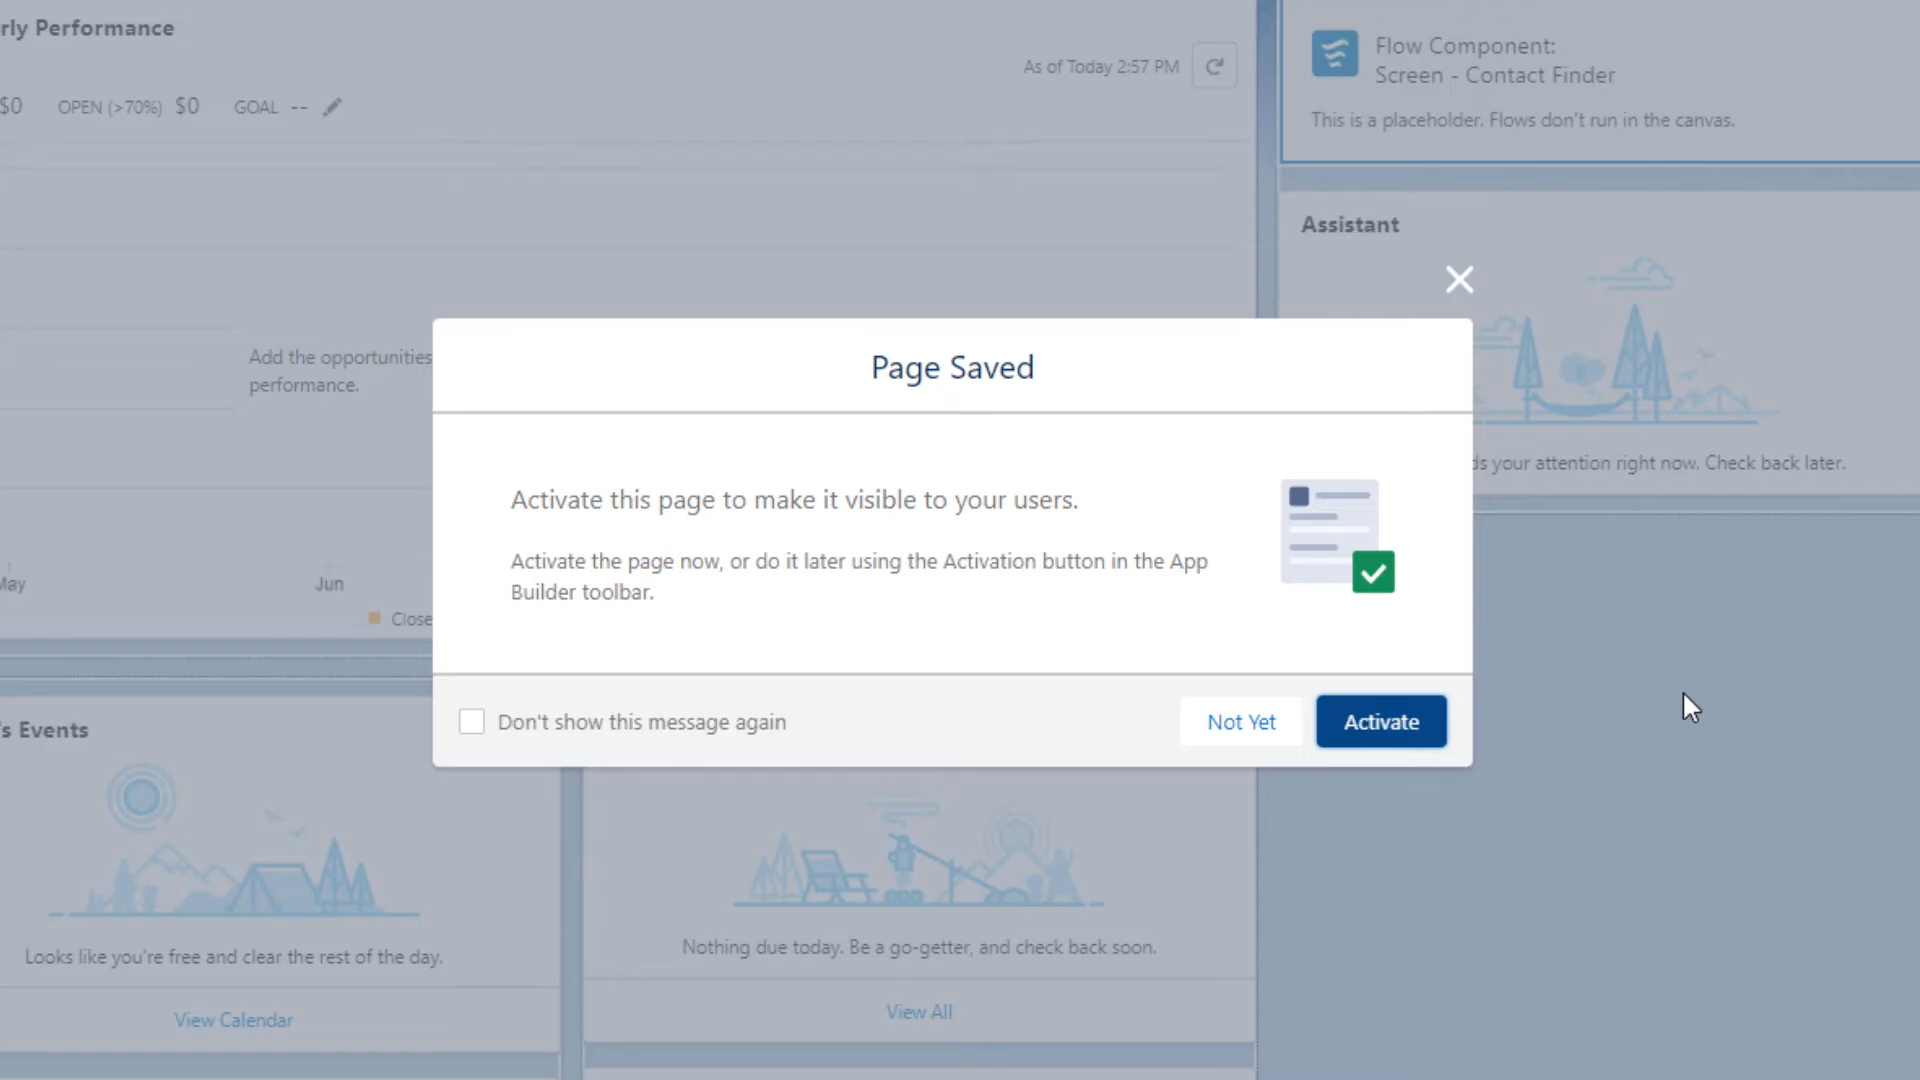 rly Performance
As of Today 2:57 PM
$0 OPEN (>70%) $0 GOAL --
Flow Component:
Screen - Contact Finder
This is a placeholder. Flows don't run in the canvas.
Assistant
Add the opportunities
performance.
Page Saved
Activate this page to make it visible to your users.
Activate the page now, or do it later using the Activation button in the App
Builder toolbar.
ds your attention right now. Check back later.
May Jun
Close
Don't show this message again
Not Yet
Activate
's Events
Looks like you're free and clear the rest of the day.
View Calendar
Nothing due today. Be a go-getter, and check back soon.
View All